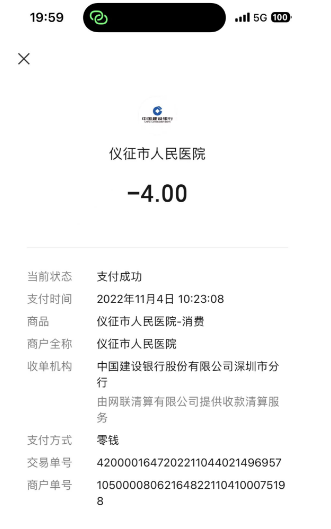 19:59
5G
100
中国建设银行
仪征市人民医院
-4.00
当前状态 支付成功
支付时间 2022年11月4日 10:23:08
商品 仪征市人民医院-消费
商户全称 仪征市人民医院
收单机构 中国建设银行股份有限公司深圳市分
行
由网联清算有限公司提供收款清算服
务
支付方式 零钱
交易单号 4200001647202211044021496957
商户单号 10500008062164822110410007519
8